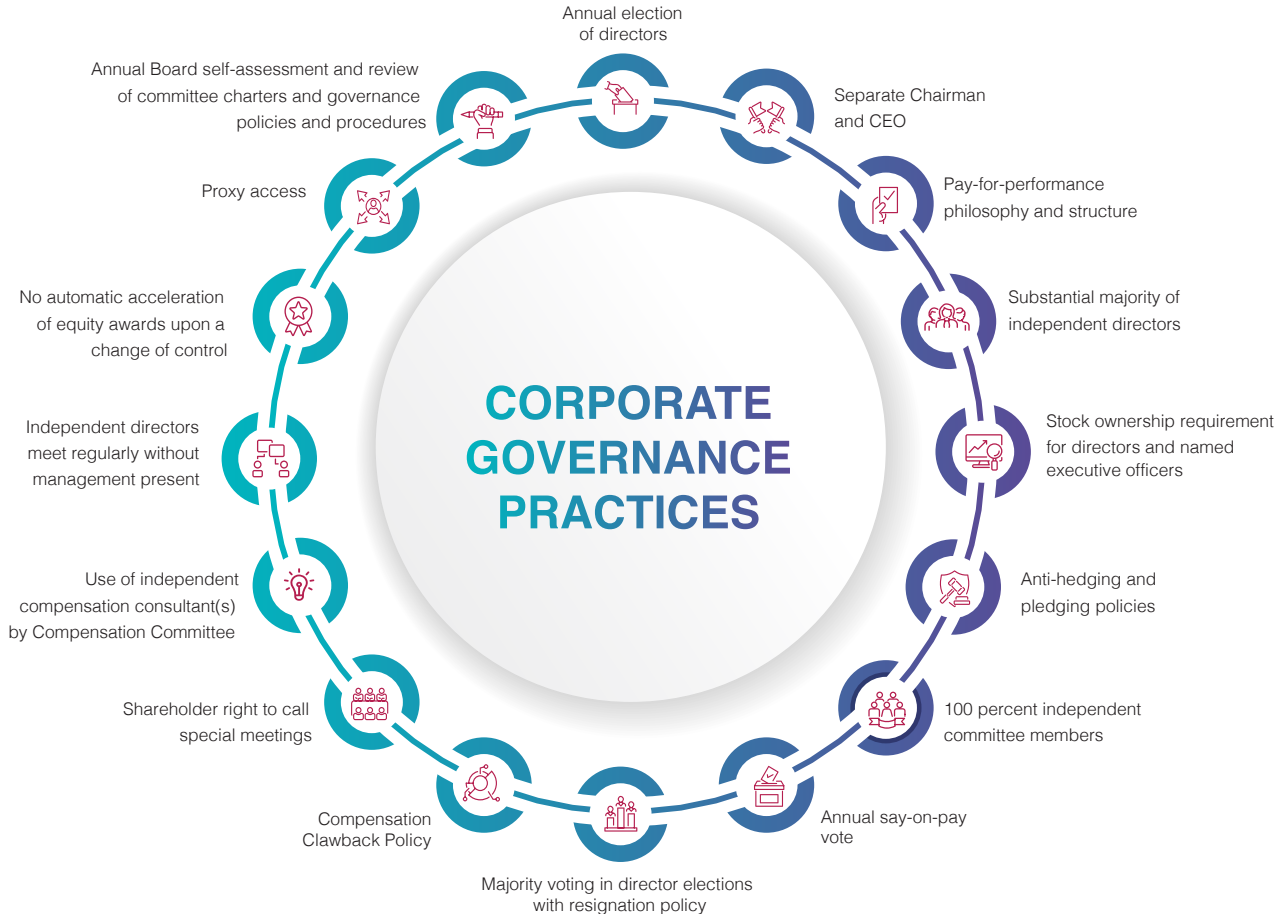 Annual election
of directors
Separate Chairman
and CEO
Pay-for-performance
philosophy and structure
Substantial majority of
independent directors
Stock ownership requirement
for directors and named
executive officers
Anti-hedging and
pledging policies
100 percent independent
committee members
Annual say-on-pay
vote
Majority voting in director elections
with resignation policy
Compensation
Clawback Policy
Shareholder right to call
special meetings
Use of independent
compensation consultant(s)
by Compensation Committee
Independent directors
meet regularly without
management present
No automatic acceleration
of equity awards upon a
change of control
Proxy access
Annual Board self-assessment and review
of committee charters and governance
policies and procedures
CORPORATE
GOVERNANCE
PRACTICES